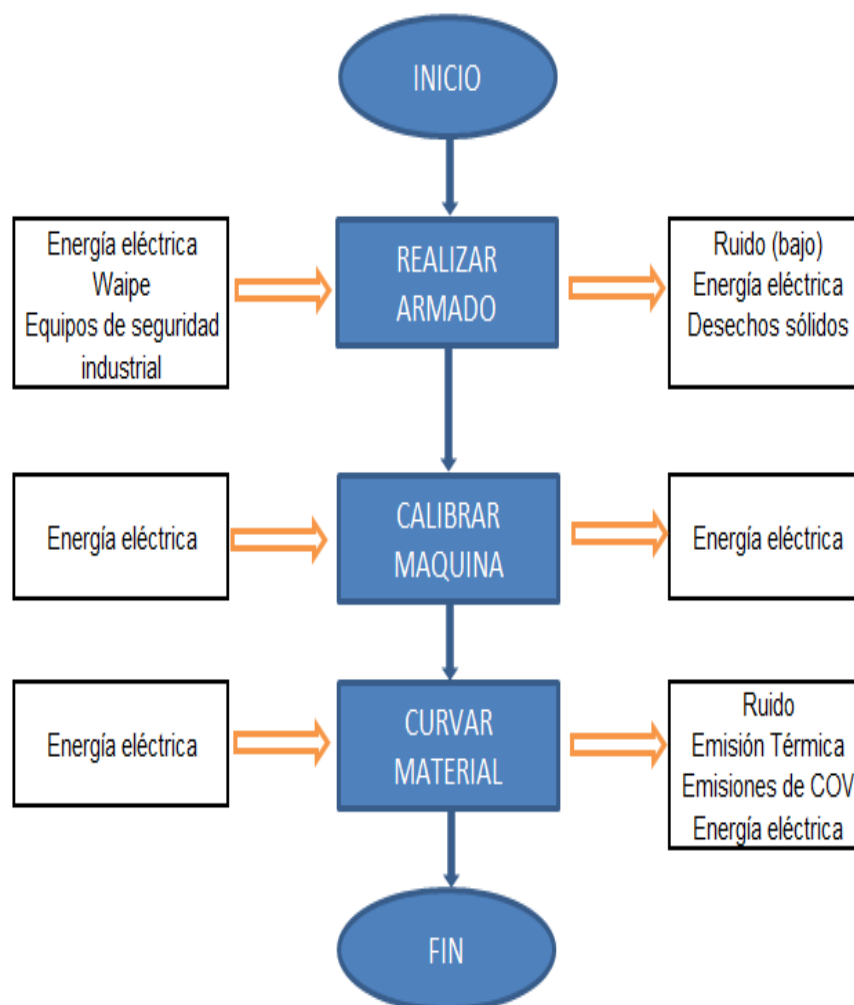 INICIO
Energía eléctrica
Waipe
Equipos de seguridad
industrial
REALIZAR
ARMADO
Ruido (bajo)
Energía eléctrica
Desechos sólidos
Energía eléctrica
CALIBRAR
MAQUINA
Energía eléctrica
Energía eléctrica
CURVAR
MATERIAL
Ruido
Emisión Térmica
Emisiones de COV
Energía eléctrica
FIN